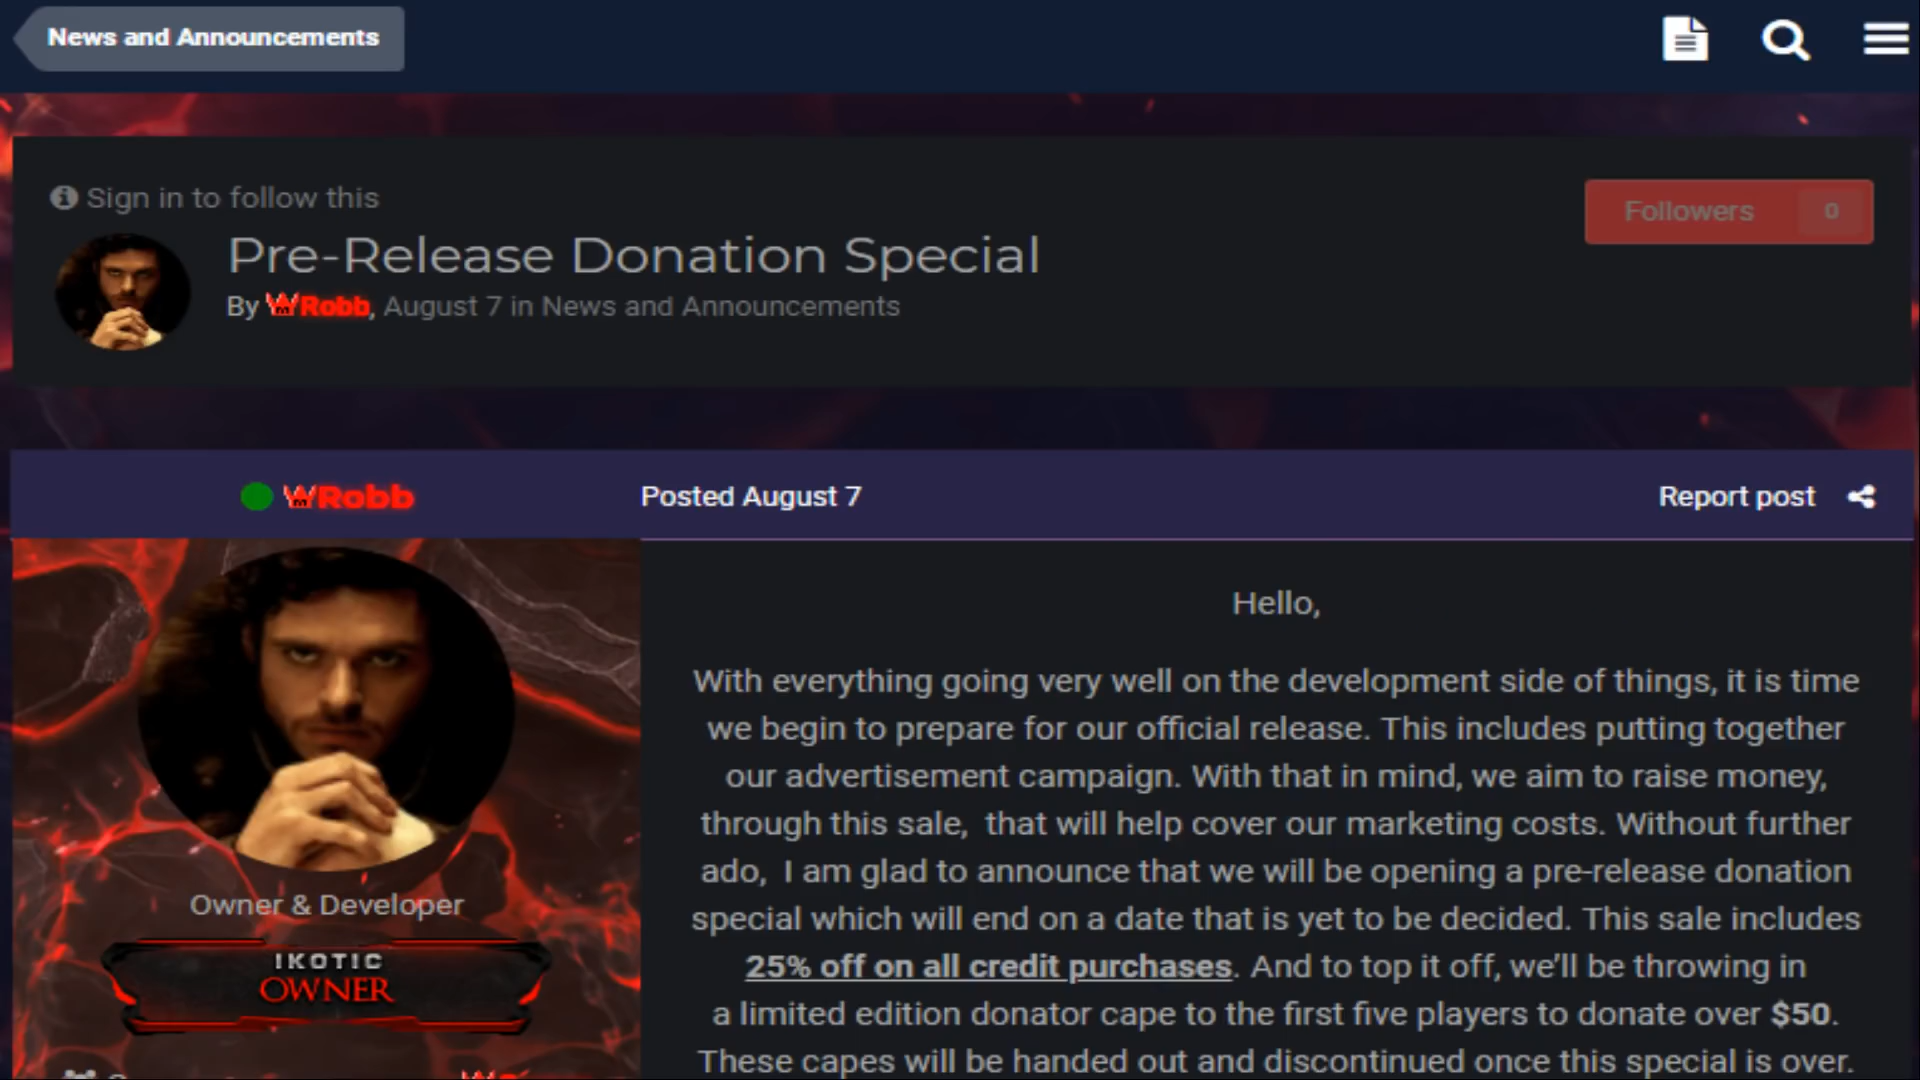 News and Announcements
Sign in to follow this
Followers 0
Pre-Release Donation Special
By Robb, August 7 in News and Announcements
Robb
Posted August 7
Report post
Hello,
With everything going very well on the development side of things, it is time
we begin to prepare for our official release. This includes putting together
our advertisement campaign. With that in mind, we aim to raise money,
through this sale,  that will help cover our marketing costs. Without further
ado,  I am glad to announce that we will be opening a pre-release donation
special which will end on a date that is yet to be decided. This sale includes
25% off on all credit purchases. And to top it off, we’ll be throwing in
a limited edition donator cape to the first five players to donate over $50.
These capes will be handed out and discontinued once this special is over.
Owner & Developer
IKOTIC
OWNER